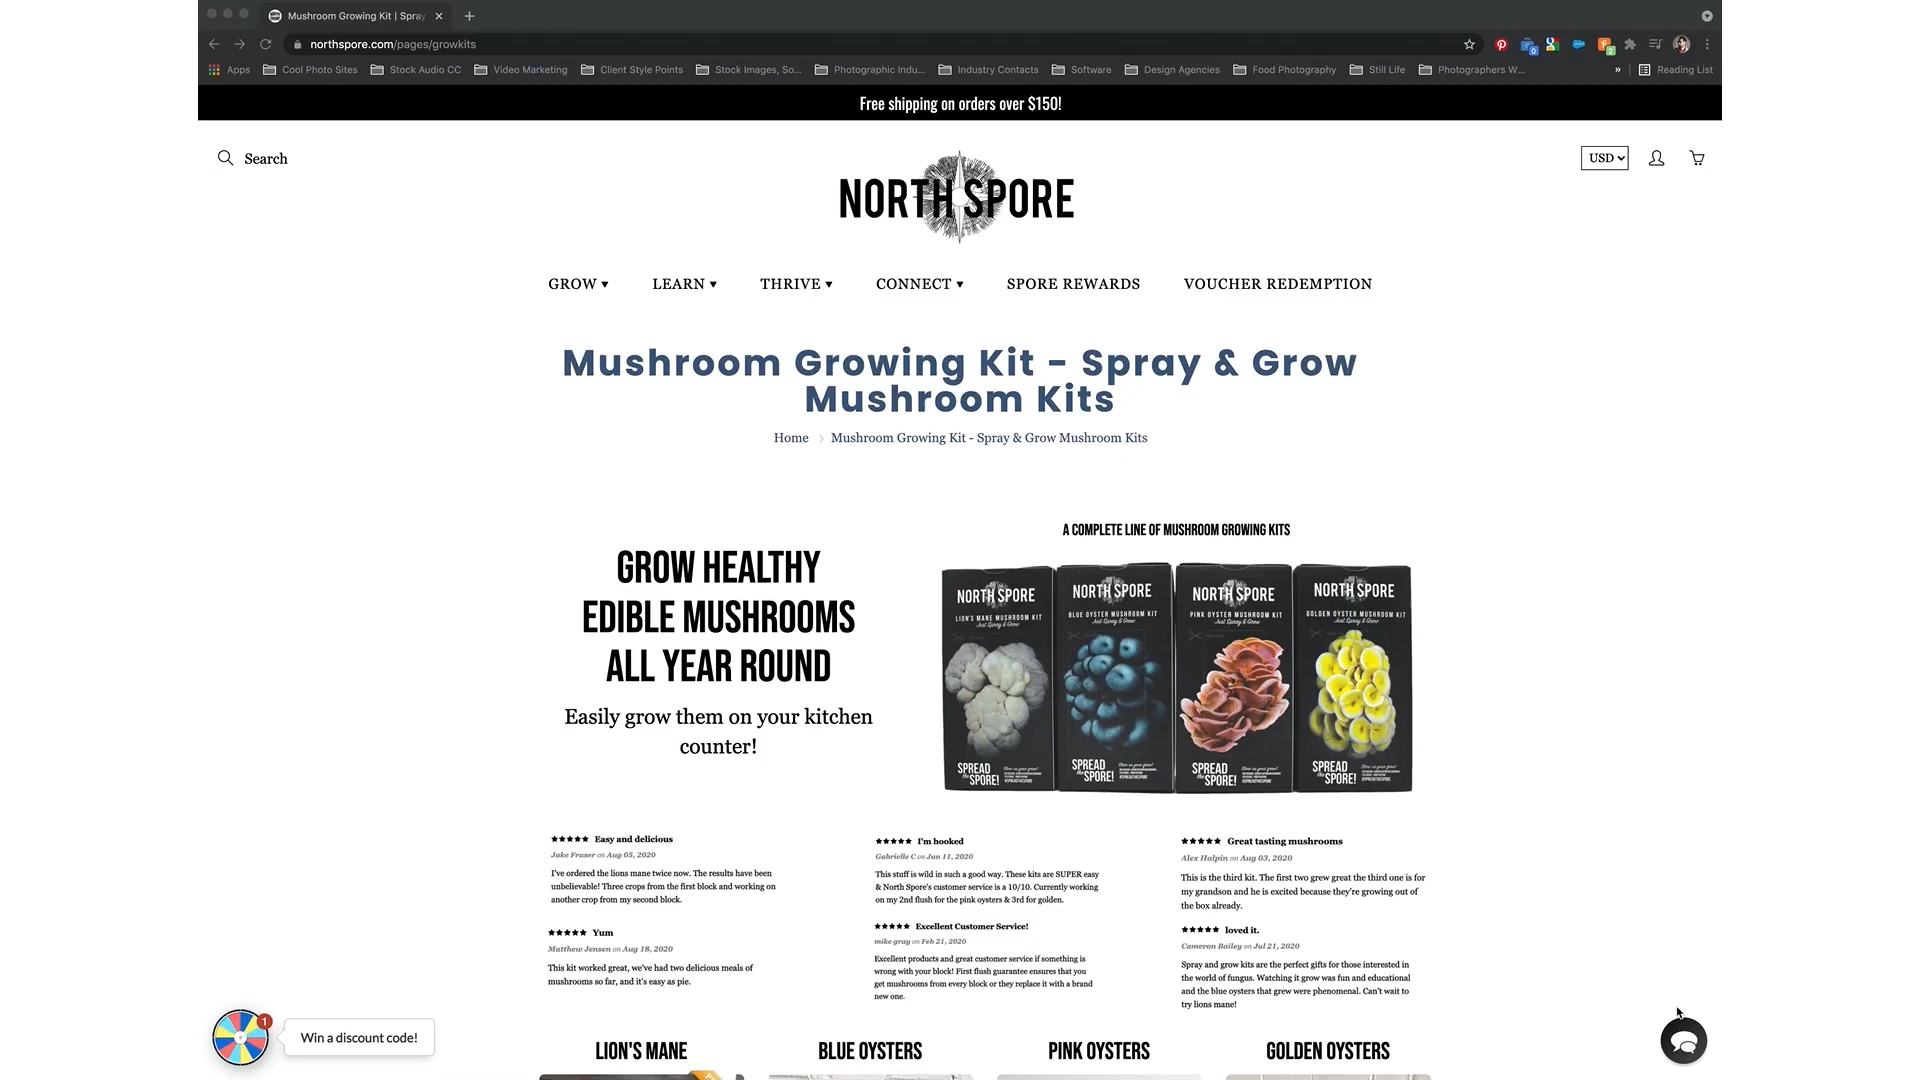 Mushroom Growing Kit | Spray
northspore.com/pages/growkits
Apps Cool Photo Sites Stock Audio CC Video Marketing Client Style Points Stock Images, So... Photographic Indu... Industry Contacts Software Design Agencies Food Photography Still Life Photographers W... » Reading List
Free shipping on orders over $150!
Search
USD
NORTH SPORE
GROW ▾ LEARN ▾ THRIVE ▾ CONNECT ▾ SPORE REWARDS VOUCHER REDEMPTION
Mushroom Growing Kit - Spray & Grow
Mushroom Kits
Home > Mushroom Growing Kit - Spray & Grow Mushroom Kits
A COMPLETE LINE OF MUSHROOM GROWING KITS
GROW HEALTHY
EDIBLE MUSHROOMS
ALL YEAR ROUND
Easily grow them on your kitchen
counter!
NORTH SPORE
LION'S MANE MUSHROOM KIT
Just Spray & Grow
SPREAD
the SPORE!
NORTH SPORE
BLUE OYSTER MUSHROOM KIT
Just Spray & Grow
SPREAD
the SPORE!
NORTH SPORE
PINK OYSTER MUSHROOM KIT
Just Spray & Grow
SPREAD
the SPORE!
NORTH SPORE
GOLDEN OYSTER MUSHROOM KIT
Just Spray & Grow
SPREAD
the SPORE!
★★★★★ Easy and delicious
Jake Fraser on Aug 05, 2020
I've ordered the lions mane twice now. The results have been
unbelievable! Three crops from the first block and working on
another crop from my second block.
★★★★★ Yum
Matthew Jensen on Aug 18, 2020
This kit worked great, we've had two delicious meals of
mushrooms so far, and it's easy as pie.
★★★★★ I'm hooked
Gabrielle C on Jun 11, 2020
This stuff is wild in such a good way. These kits are SUPER easy
& North Spore's customer service is a 10/10. Currently working
on my 2nd flush for the pink oysters & 3rd for golden.
★★★★★ Excellent Customer Service!
mike gray on Feb 21, 2020
Excellent products and great customer service if something is
wrong with your block! First flush guarantee ensures that you
get mushrooms from every block or they replace it with a brand
new one.
★★★★★ Great tasting mushrooms
Alex Halpin on Aug 03, 2020
This is the third kit. The first two grew great the third one is for
my grandson and he is excited because they're growing out of
the box already.
★★★★★ loved it.
Cameron Bailey on Jul 21, 2020
Spray and grow kits are the perfect gifts for those interested in
the world of fungus. Watching it grow was fun and educational
and the blue oysters that grew were phenomenal. Can't wait to
try lions mane!
1
Win a discount code!
LION'S MANE BLUE OYSTERS PINK OYSTERS GOLDEN OYSTERS